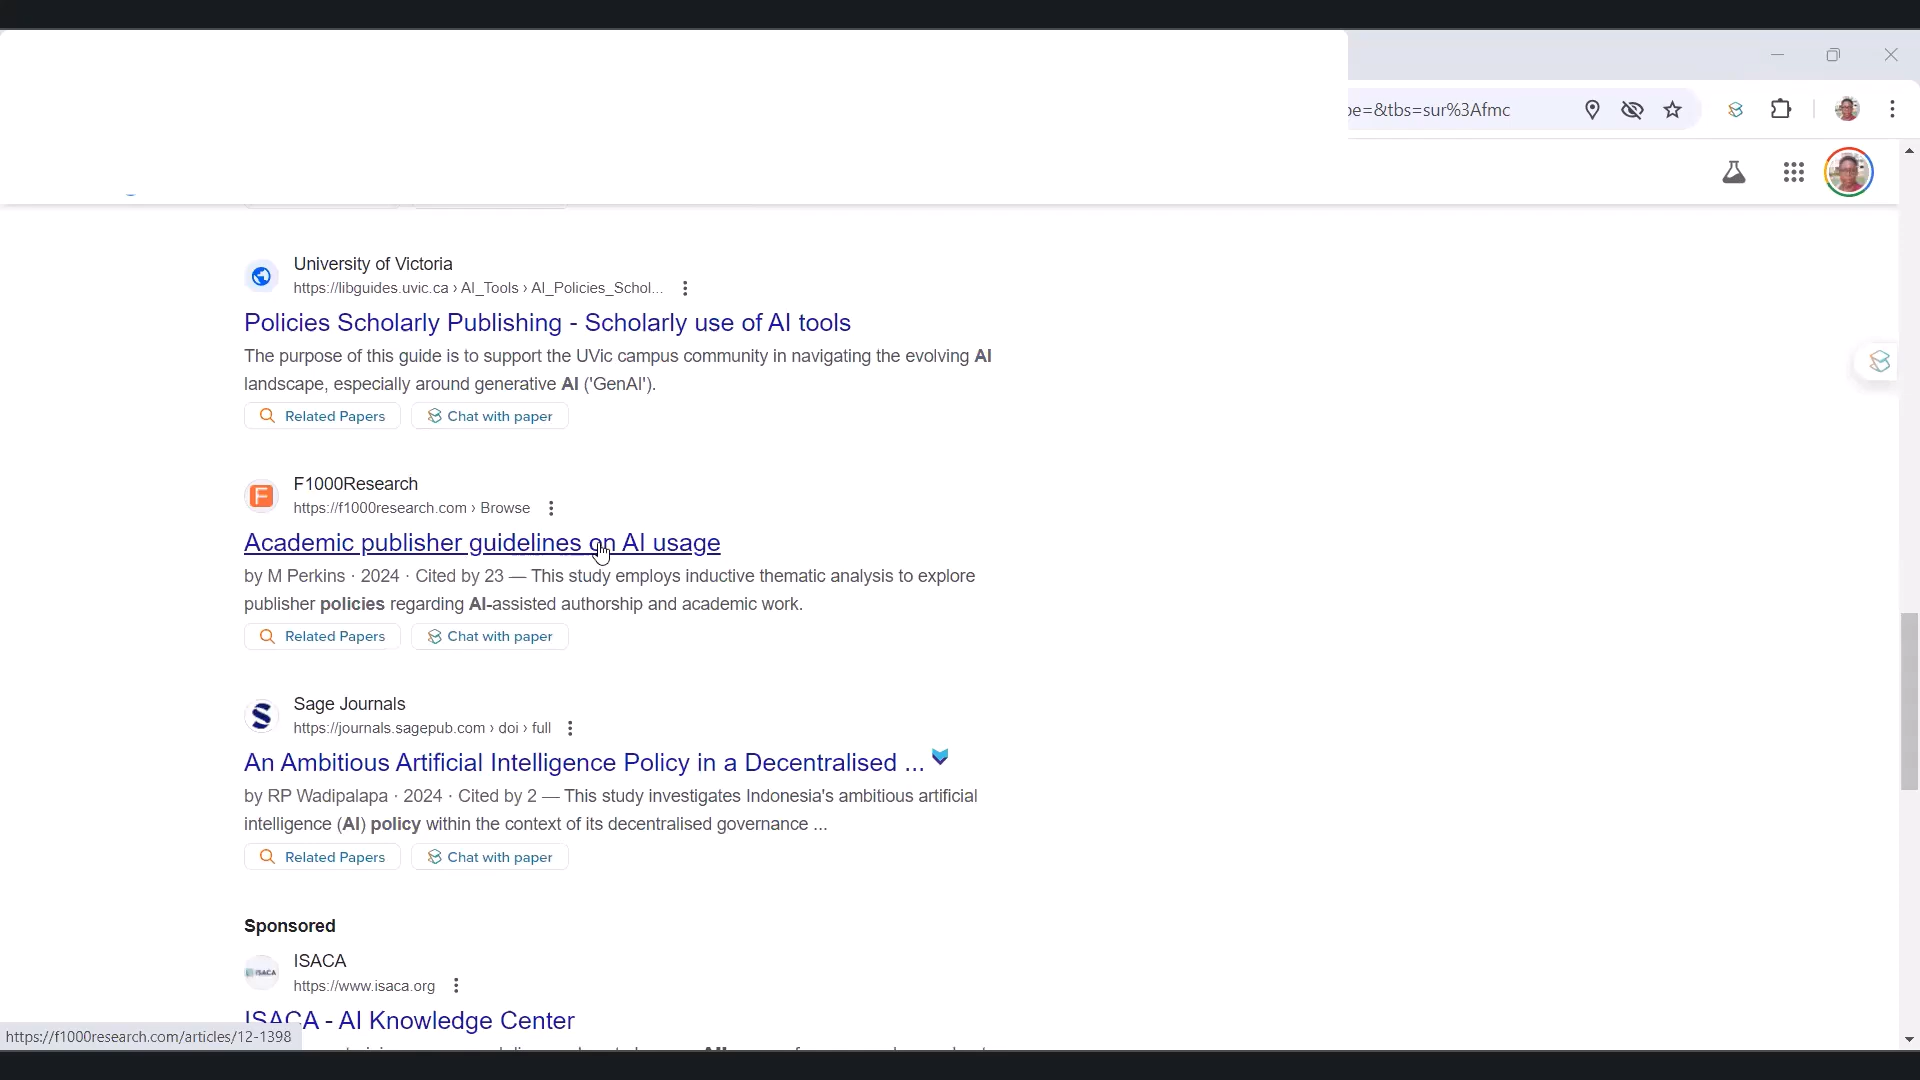 pe=&tbs=sur%3Afmc
University of Victoria
https://libguides.uvic.ca › AI_Tools › AI_Policies_Schol...
Policies Scholarly Publishing - Scholarly use of AI tools
The purpose of this guide is to support the UVic campus community in navigating the evolving AI
landscape, especially around generative AI ('GenAI').
Related Papers
Chat with paper
F1000Research
https://f1000research.com › Browse
Academic publisher guidelines on AI usage
by M Perkins · 2024 · Cited by 23 — This study employs inductive thematic analysis to explore
publisher policies regarding AI-assisted authorship and academic work.
Related Papers
Chat with paper
Sage Journals
https://journals.sagepub.com › doi › full
An Ambitious Artificial Intelligence Policy in a Decentralised ...
by RP Wadipalapa · 2024 · Cited by 2 — This study investigates Indonesia's ambitious artificial
intelligence (AI) policy within the context of its decentralised governance ...
Related Papers
Chat with paper
Sponsored
ISACA
ISACA
https://www.isaca.org
ISACA - AI Knowledge Center
https://f1000research.com/articles/12-1398